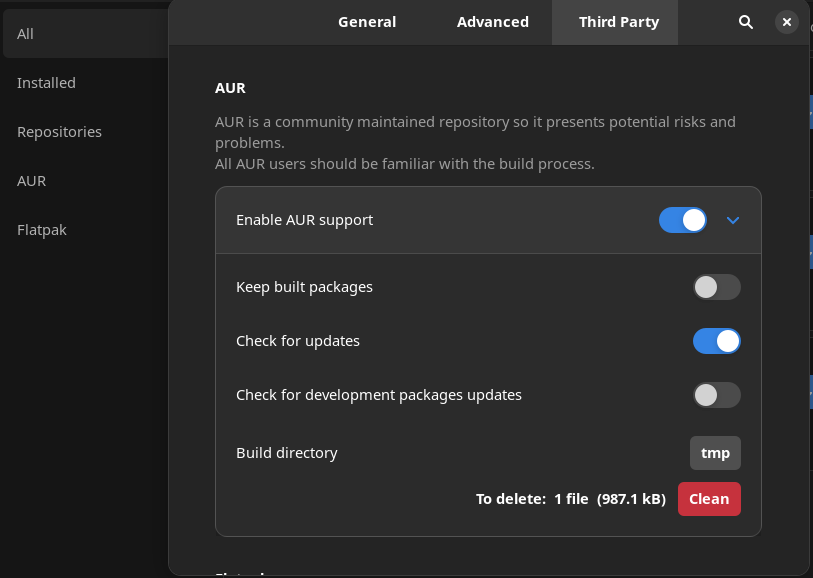 All
Installed
Repositories
AUR
Flatpak
General Advanced Third Party
AUR
AUR is a community maintained repository so it presents potential risks and
problems.
All AUR users should be familiar with the build process.
Enable AUR support
Keep built packages
Check for updates
Check for development packages updates
Build directory tmp
To delete: 1 file (987.1 kB) Clean